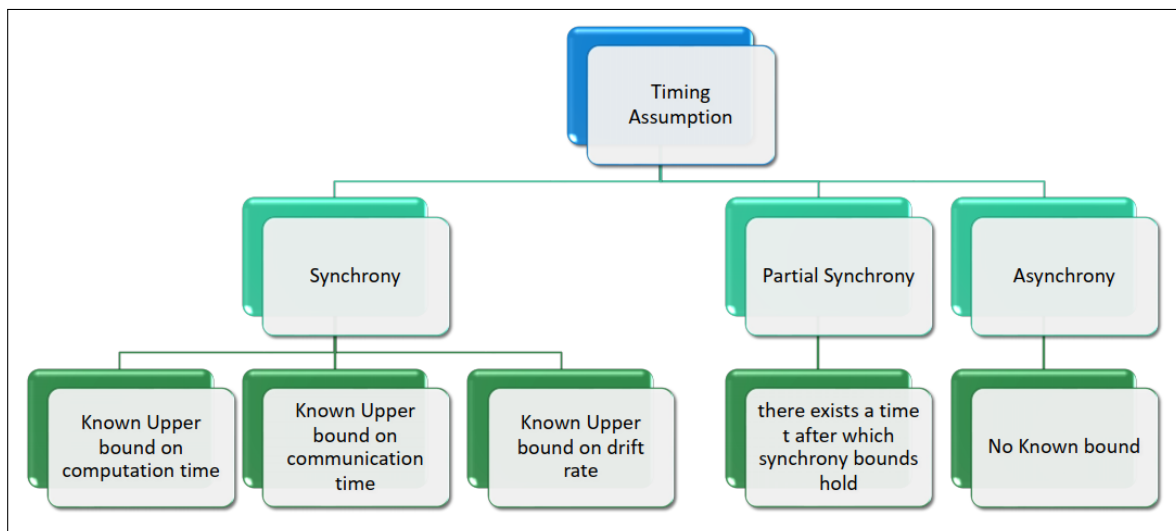 Timing
Assumption
Synchrony
Partial Synchrony
Asynchrony
Known Upper
bound on
computation time
Known Upper
bound on
communication
time
Known Upper
bound on drift
rate
there exists a time
t after which
synchrony bounds
hold
No Known bound